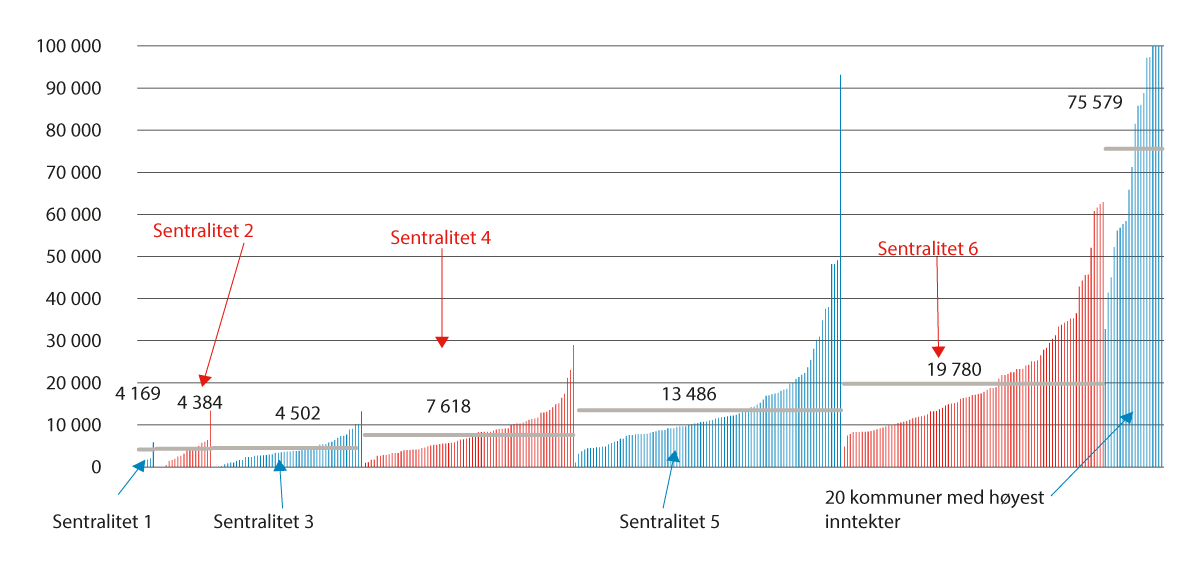 100 000
90 000
80 000
70 000
60 000
50 000
40 000
30 000
20 000
10 000
0
75 579
Sentralitet 2
Sentralitet 4
Sentralitet 6
4 169
4 384
4 502
7 618
13 486
19 780
Sentralitet 1
Sentralitet 3
Sentralitet 5
20 kommuner med høyest
inntekter